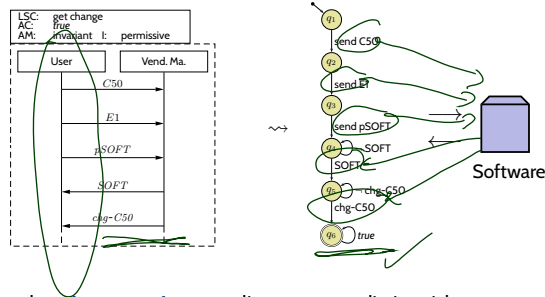 LSC: get change
AC: true
AM: invariant I: permissive
User
Vend. Ma.
C50
E1
pSOFT
SOFT
chg-C50
q1
send C50
q2
send E1
q3
send pSOFT
q4
¬SOFT
SOFT
q5
¬chg-C50
chg-C50
q6
true
Software